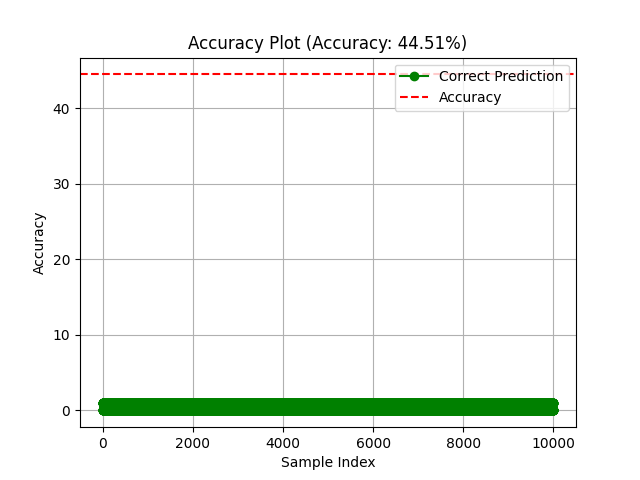 Accuracy Plot (Accuracy: 44.51%)
Correct Prediction
Accuracy
40
30
20
10
0
Accuracy
0 2000 4000 6000 8000 10000
Sample Index